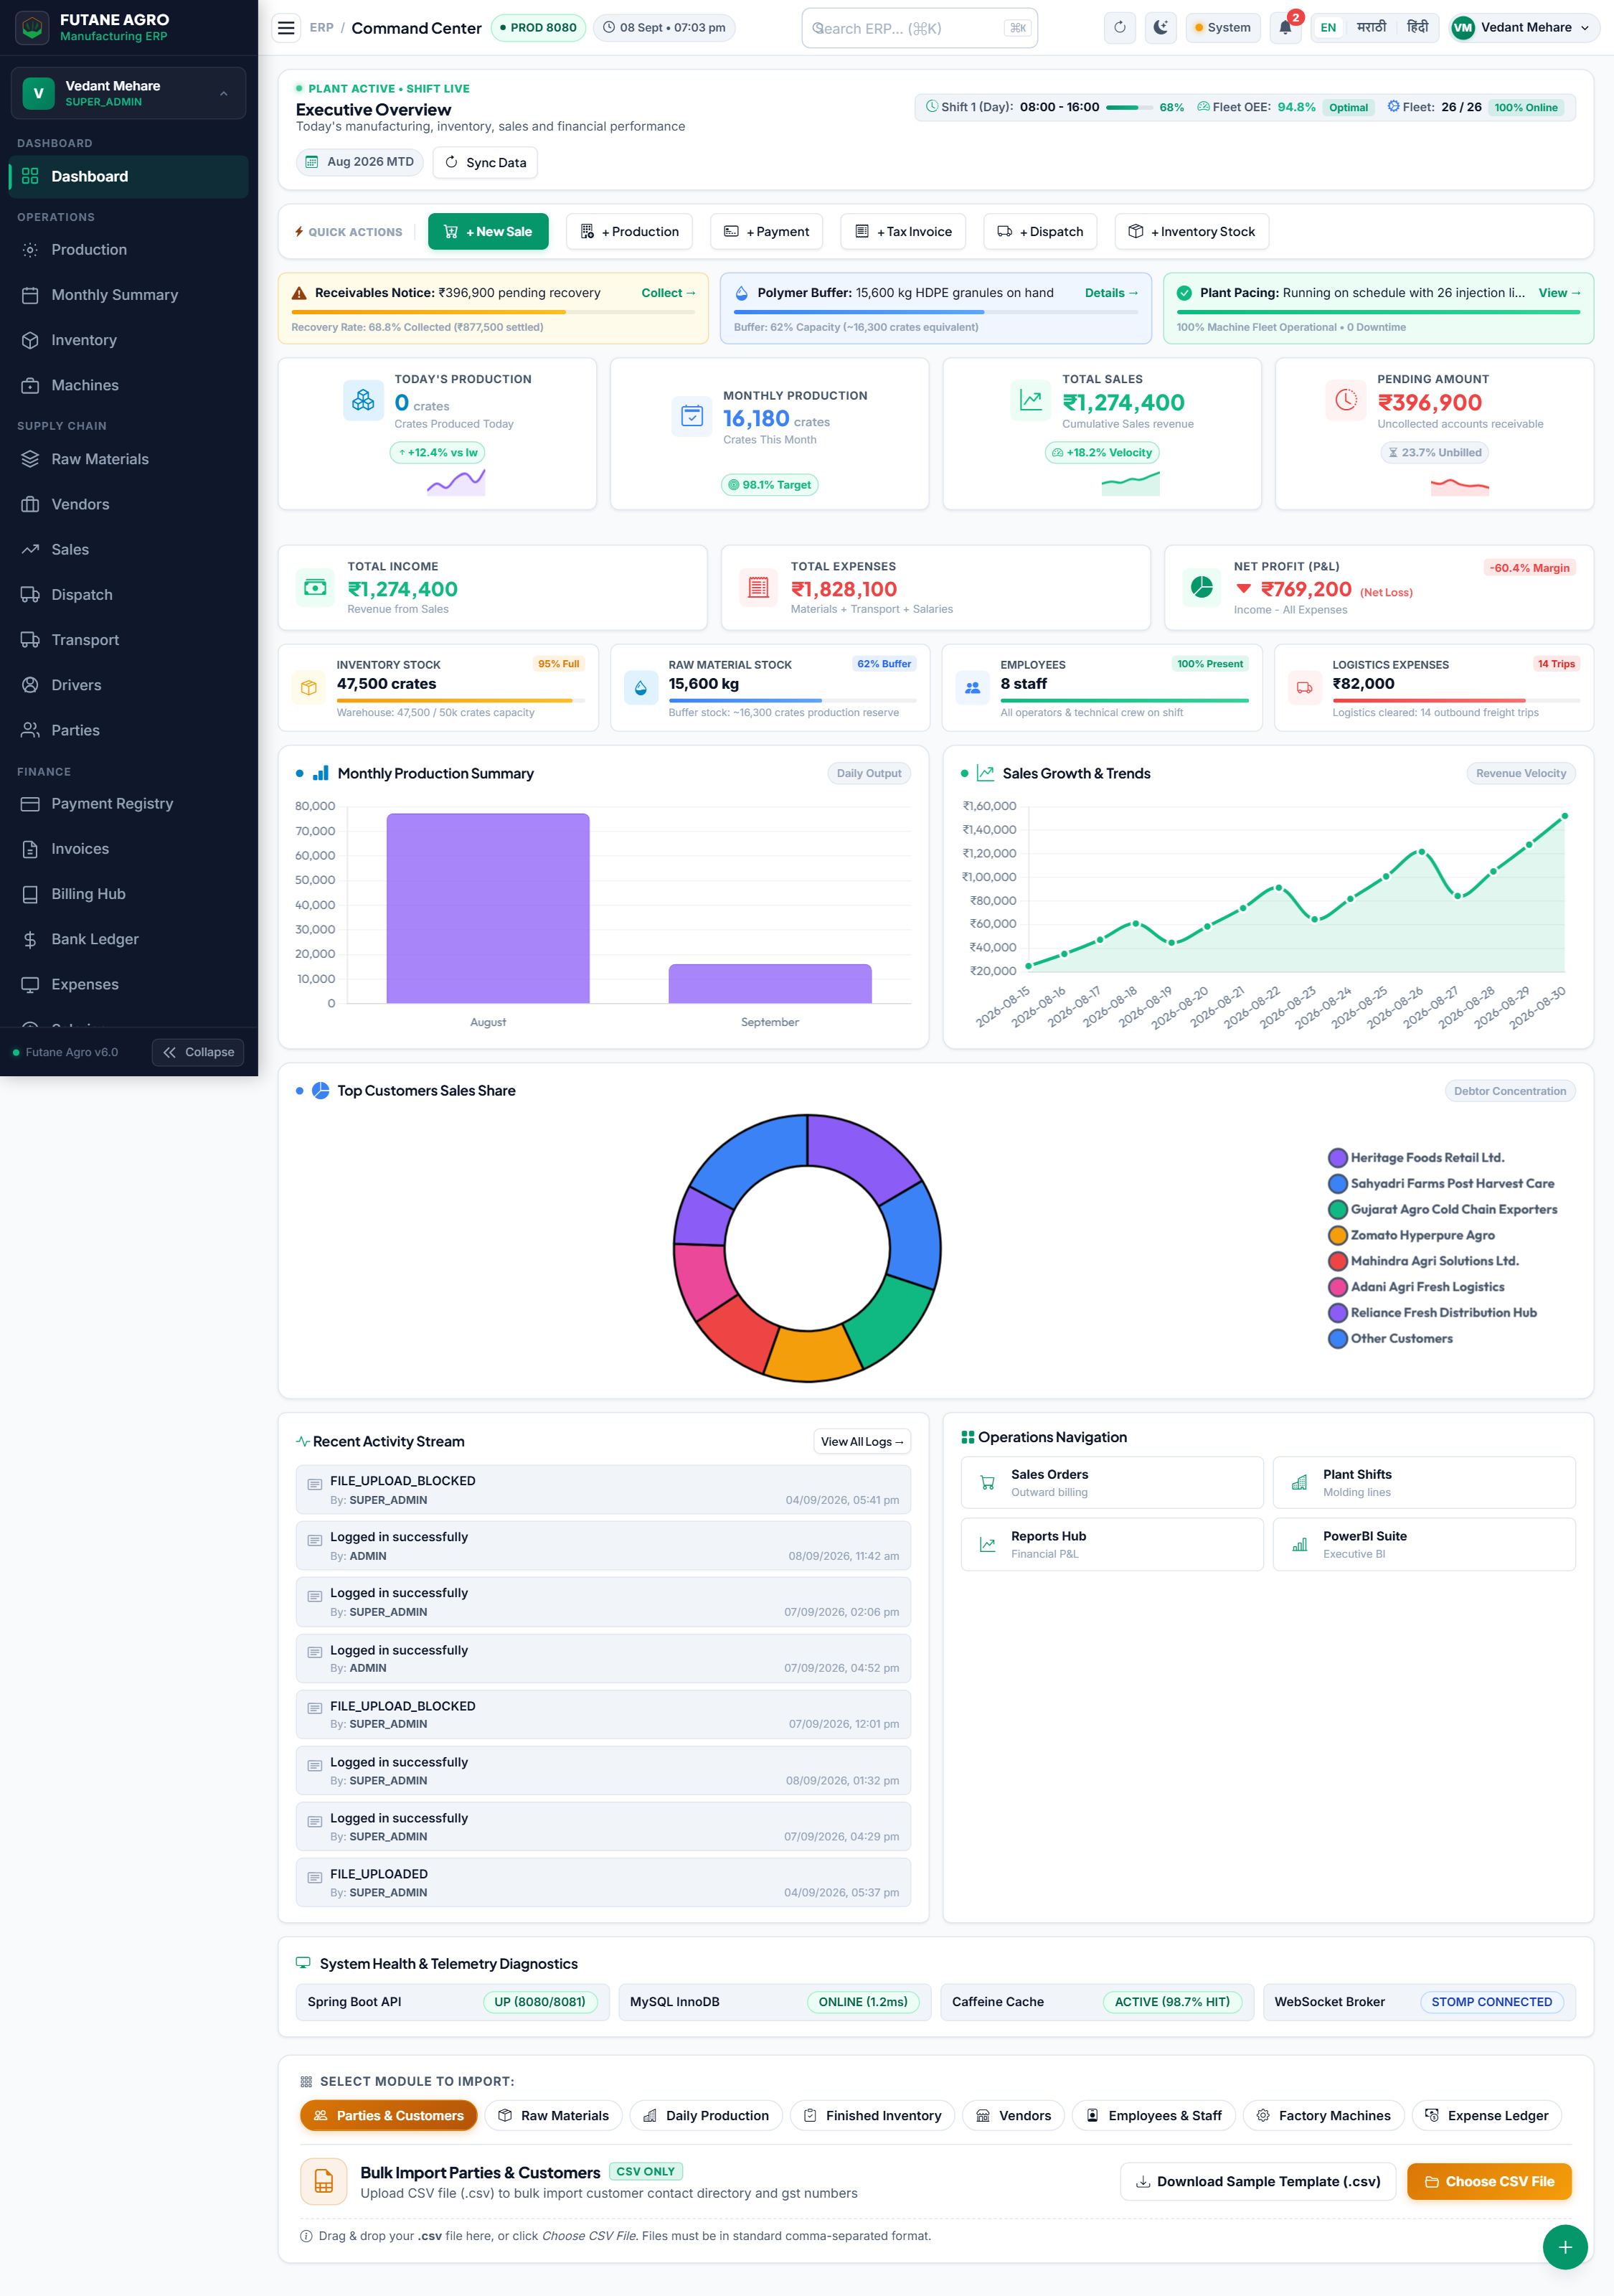 FUTANE AGRO
Manufacturing ERP
Vedant Mehare
SUPER_ADMIN
DASHBOARD
Dashboard
OPERATIONS
Production
Monthly Summary
Inventory
Machines
SUPPLY CHAIN
Raw Materials
Vendors
Sales
Dispatch
Transport
Drivers
Parties
FINANCE
Payment Registry
Invoices
Billing Hub
Bank Ledger
Expenses
Futane Agro v6.0
Collapse
ERP / Command Center
PROD 8080
08 Sept • 07:03 pm
Search ERP... (⌘K)
⌘K
System
2
EN
मराठी
हिंदी
VM
Vedant Mehare
PLANT ACTIVE • SHIFT LIVE
Executive Overview
Today's manufacturing, inventory, sales and financial performance
Aug 2026 MTD
Sync Data
Shift 1 (Day): 08:00 - 16:00 68%
Fleet OEE: 94.8% Optimal
Fleet: 26 / 26 100% Online
QUICK ACTIONS
+ New Sale
+ Production
+ Payment
+ Tax Invoice
+ Dispatch
+ Inventory Stock
Receivables Notice: ₹396,900 pending recovery
Collect →
Recovery Rate: 68.8% Collected (₹877,500 settled)
Polymer Buffer: 15,600 kg HDPE granules on hand
Details →
Buffer: 62% Capacity (~16,300 crates equivalent)
Plant Pacing: Running on schedule with 26 injection li...
View →
100% Machine Fleet Operational • 0 Downtime
TODAY'S PRODUCTION
0 crates
Crates Produced Today
↑ +12.4% vs lw
MONTHLY PRODUCTION
16,180 crates
Crates This Month
98.1% Target
TOTAL SALES
₹1,274,400
Cumulative Sales revenue
+18.2% Velocity
PENDING AMOUNT
₹396,900
Uncollected accounts receivable
23.7% Unbilled
TOTAL INCOME
₹1,274,400
Revenue from Sales
TOTAL EXPENSES
₹1,828,100
Materials + Transport + Salaries
NET PROFIT (P&L)
-60.4% Margin
₹769,200 (Net Loss)
Income - All Expenses
INVENTORY STOCK
95% Full
47,500 crates
Warehouse: 47,500 / 50k crates capacity
RAW MATERIAL STOCK
62% Buffer
15,600 kg
Buffer stock: ~16,300 crates production reserve
EMPLOYEES
100% Present
8 staff
All operators & technical crew on shift
LOGISTICS EXPENSES
14 Trips
₹82,000
Logistics cleared: 14 outbound freight trips
Monthly Production Summary
Daily Output
80,000
70,000
60,000
50,000
40,000
30,000
20,000
10,000
0
August
September
Sales Growth & Trends
Revenue Velocity
₹1,60,000
₹1,40,000
₹1,20,000
₹1,00,000
₹80,000
₹60,000
₹40,000
₹20,000
2026-08-15
2026-08-16
2026-08-17
2026-08-18
2026-08-19
2026-08-20
2026-08-21
2026-08-22
2026-08-23
2026-08-24
2026-08-25
2026-08-26
2026-08-27
2026-08-28
2026-08-29
2026-08-30
Top Customers Sales Share
Debtor Concentration
Heritage Foods Retail Ltd.
Sahyadri Farms Post Harvest Care
Gujarat Agro Cold Chain Exporters
Zomato Hyperpure Agro
Mahindra Agri Solutions Ltd.
Adani Agri Fresh Logistics
Reliance Fresh Distribution Hub
Other Customers
Recent Activity Stream
View All Logs →
FILE_UPLOAD_BLOCKED
By: SUPER_ADMIN
04/09/2026, 05:41 pm
Logged in successfully
By: ADMIN
08/09/2026, 11:42 am
Logged in successfully
By: SUPER_ADMIN
07/09/2026, 02:06 pm
Logged in successfully
By: ADMIN
07/09/2026, 04:52 pm
FILE_UPLOAD_BLOCKED
By: SUPER_ADMIN
07/09/2026, 12:01 pm
Logged in successfully
By: SUPER_ADMIN
08/09/2026, 01:32 pm
Logged in successfully
By: SUPER_ADMIN
07/09/2026, 04:29 pm
FILE_UPLOADED
By: SUPER_ADMIN
04/09/2026, 05:37 pm
Operations Navigation
Sales Orders
Outward billing
Plant Shifts
Molding lines
Reports Hub
Financial P&L
PowerBI Suite
Executive BI
System Health & Telemetry Diagnostics
Spring Boot API
UP (8080/8081)
MySQL InnoDB
ONLINE (1.2ms)
Caffeine Cache
ACTIVE (98.7% HIT)
WebSocket Broker
STOMP CONNECTED
SELECT MODULE TO IMPORT:
Parties & Customers
Raw Materials
Daily Production
Finished Inventory
Vendors
Employees & Staff
Factory Machines
Expense Ledger
Bulk Import Parties & Customers
CSV ONLY
Upload CSV file (.csv) to bulk import customer contact directory and gst numbers
Download Sample Template (.csv)
Choose CSV File
Drag & drop your .csv file here, or click Choose CSV File. Files must be in standard comma-separated format.